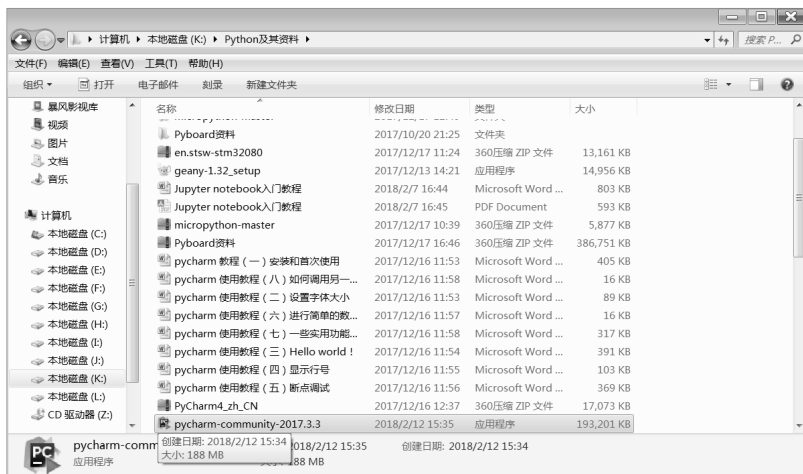 计算机 ▸ 本地磁盘 (K:) ▸ Python及其资料 ▸
搜索 P...
文件(F) 编辑(E) 查看(V) 工具(T) 帮助(H)
组织 打开 电子邮件 刻录 新建文件夹
暴风影视库
视频
图片
文档
音乐
计算机
本地磁盘 (C:)
本地磁盘 (D:)
本地磁盘 (E:)
本地磁盘 (F:)
本地磁盘 (G:)
本地磁盘 (H:)
本地磁盘 (I:)
本地磁盘 (J:)
本地磁盘 (K:)
本地磁盘 (L:)
CD 驱动器 (Z:)
名称 修改日期 类型 大小
Pyboard资料 2017/10/20 21:25 文件夹
en.stsw-stm32080 2017/12/17 11:24 360压缩 ZIP 文件 13,161 KB
geany-1.32_setup 2017/12/13 14:21 应用程序 14,956 KB
Jupyter notebook入门教程 2018/2/7 16:44 Microsoft Word ... 803 KB
Jupyter notebook入门教程 2018/2/7 16:45 PDF Document 593 KB
micropython-master 2017/12/17 10:39 360压缩 ZIP 文件 5,877 KB
Pyboard资料 2017/12/17 16:46 360压缩 ZIP 文件 386,751 KB
pycharm 教程（一）安装和首次使用 2017/12/16 11:53 Microsoft Word ... 405 KB
pycharm 使用教程（八）如何调用另一... 2017/12/16 11:58 Microsoft Word ... 16 KB
pycharm 使用教程（二）设置字体大小 2017/12/16 11:53 Microsoft Word ... 89 KB
pycharm 使用教程（六）进行简单的数... 2017/12/16 11:57 Microsoft Word ... 16 KB
pycharm 使用教程（七）一些实用功能... 2017/12/16 11:58 Microsoft Word ... 317 KB
pycharm 使用教程（三）Hello world！ 2017/12/16 11:54 Microsoft Word ... 391 KB
pycharm 使用教程（四）显示行号 2017/12/16 11:55 Microsoft Word ... 103 KB
pycharm 使用教程（五）断点调试 2017/12/16 11:56 Microsoft Word ... 369 KB
PyCharm4_zh_CN 2017/12/16 12:37 360压缩 ZIP 文件 17,073 KB
pycharm-community-2017.3.3 2018/2/12 15:35 应用程序 193,201 KB
创建日期: 2018/2/12 15:34
大小: 188 MB
PC
pycharm-comm 2018/2/12 15:35 创建日期: 2018/2/12 15:34
应用程序 188 MB